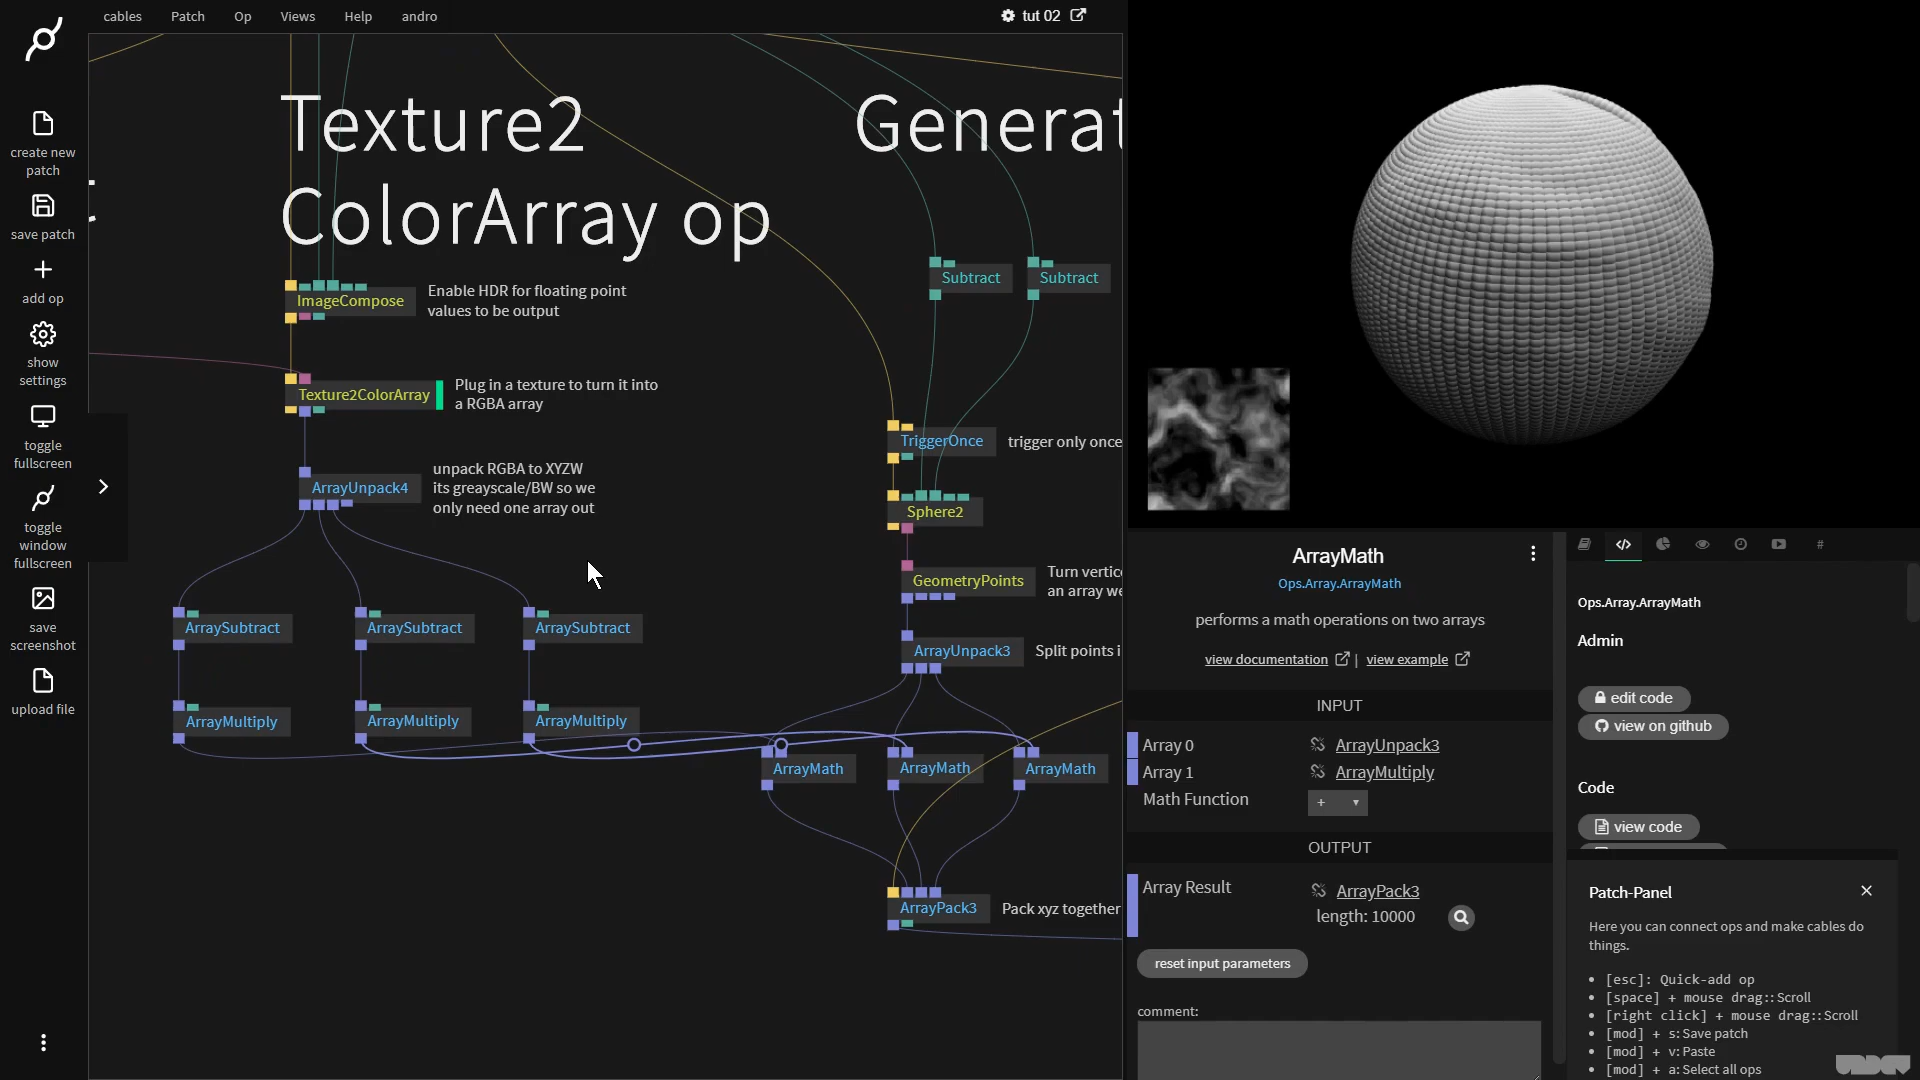 cables
Patch
Op
Views
Help
andro
tut 02
create new
patch
save patch
add op
show
settings
toggle
fullscreen
toggle
window
fullscreen
save
screenshot
upload file
Texture2
ColorArray op
Generat
ImageCompose
Enable HDR for floating point
values to be output
Texture2ColorArray
Plug in a texture to turn it into
a RGBA array
ArrayUnpack4
unpack RGBA to XYZW
its greayscale/BW so we
only need one array out
ArraySubtract
ArraySubtract
ArraySubtract
ArrayMultiply
ArrayMultiply
ArrayMultiply
Subtract
Subtract
TriggerOnce
trigger only once
Sphere2
GeometryPoints
Turn vertic
an array we
ArrayUnpack3
Split points i
ArrayMath
ArrayMath
ArrayMath
ArrayPack3
Pack xyz together
ArrayMath
Ops.Array.ArrayMath
performs a math operations on two arrays
view documentation | view example
INPUT
Array 0
ArrayUnpack3
Array 1
ArrayMultiply
Math Function
+
OUTPUT
Array Result
ArrayPack3
length: 10000
reset input parameters
comment:
#
Ops.Array.ArrayMath
Admin
edit code
view on github
Code
view code
Patch-Panel
Here you can connect ops and make cables do
things.
[esc]: Quick-add op
[space] + mouse drag::Scroll
[right click] + mouse drag::Scroll
[mod] + s: Save patch
[mod] + v: Paste
[mod] + a: Select all ops